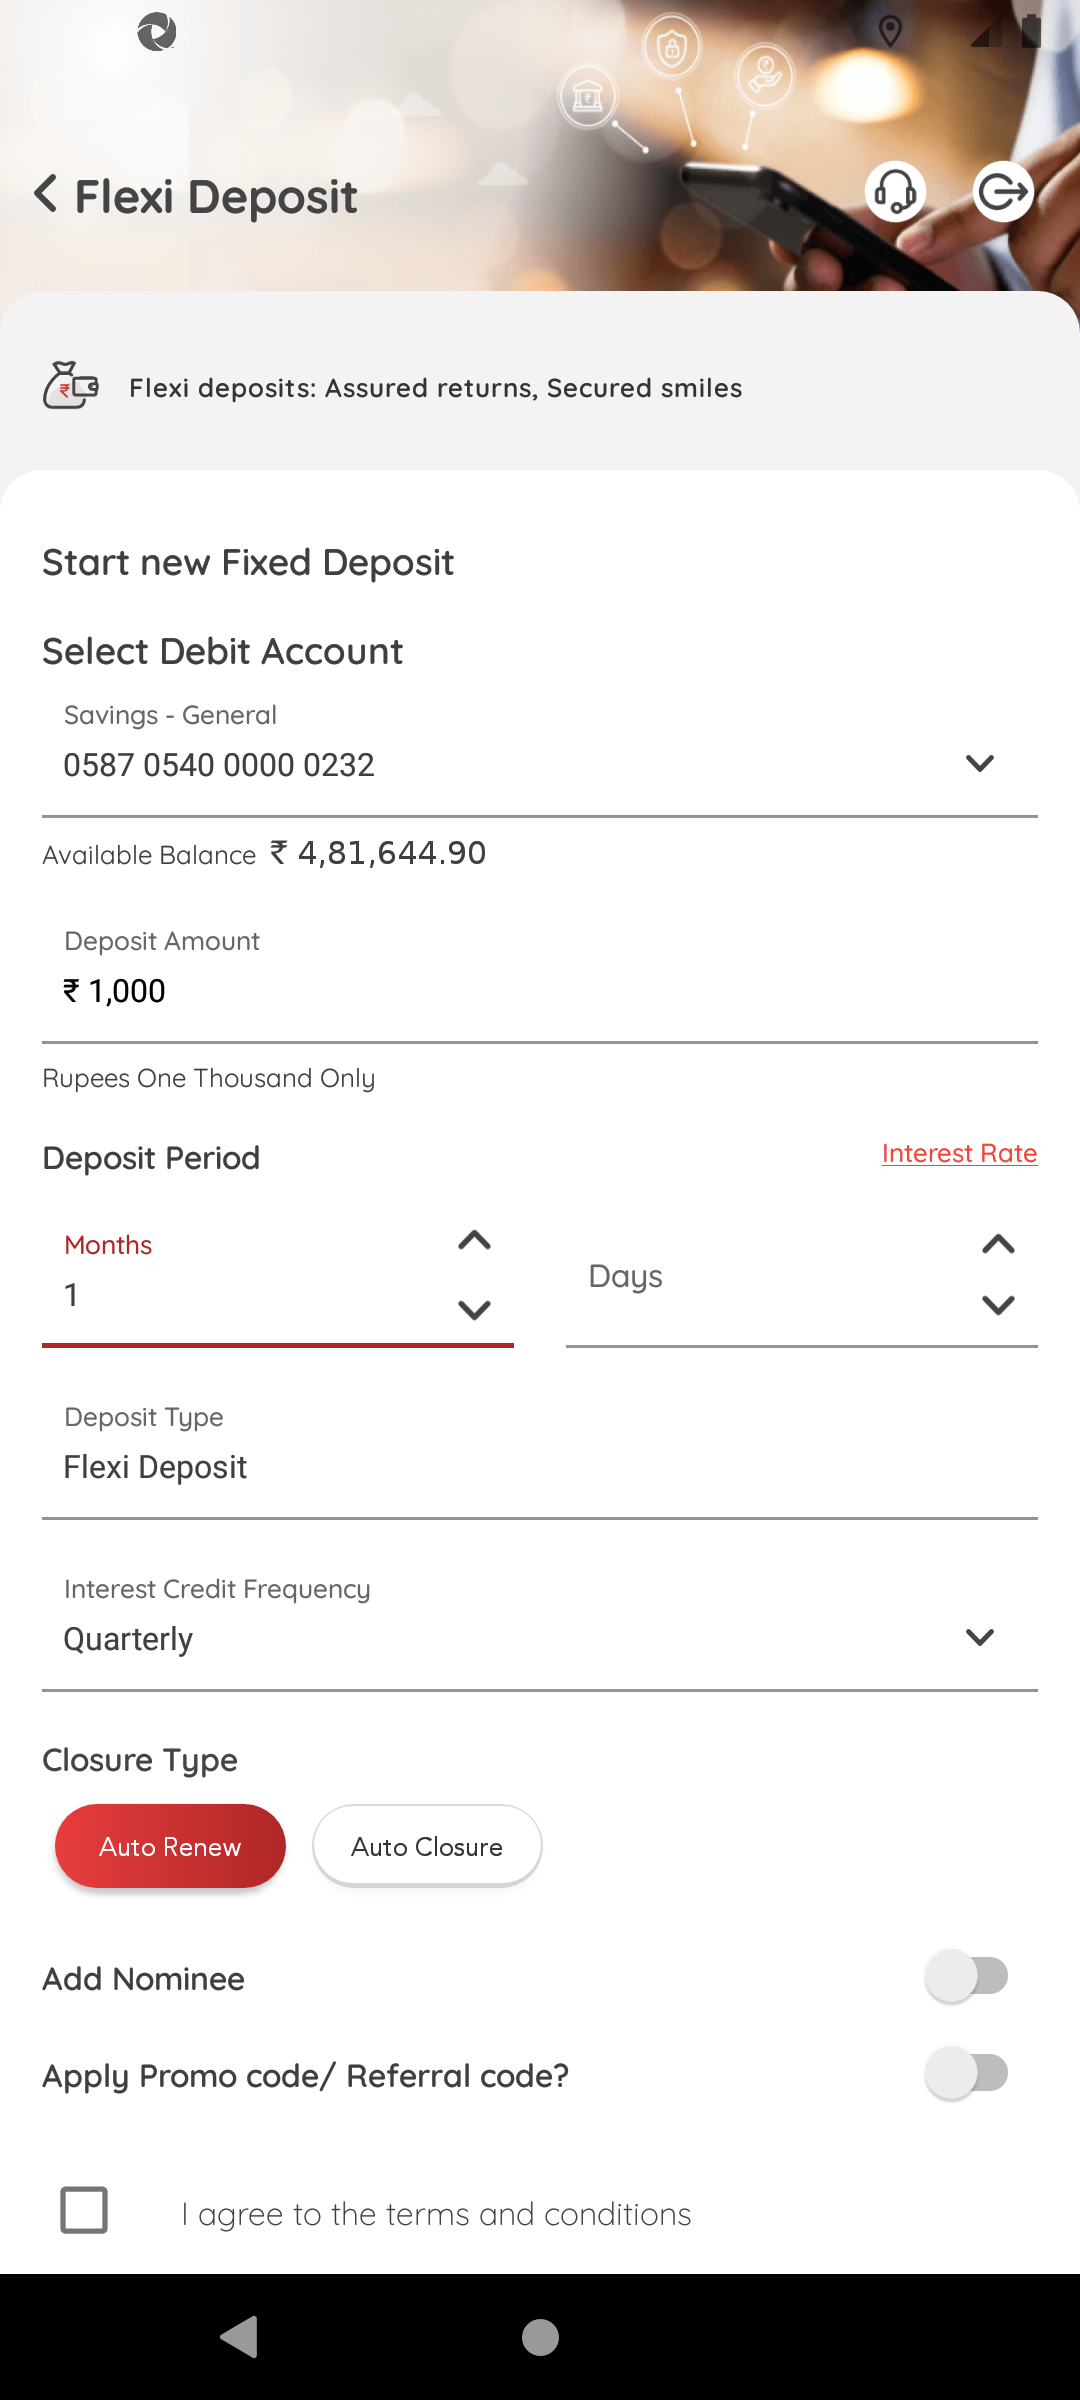 Flexi Deposit
Flexi deposits: Assured returns, Secured smiles
Start new Fixed Deposit
Select Debit Account
Savings - General
0587 0540 0000 0232
Available Balance ₹ 4,81,644.90
Deposit Amount
₹ 1,000
Rupees One Thousand Only
Deposit Period
Interest Rate
Months
1
Days
Deposit Type
Flexi Deposit
Interest Credit Frequency
Quarterly
Closure Type
Auto Renew
Auto Closure
Add Nominee
Apply Promo code/ Referral code?
I agree to the terms and conditions